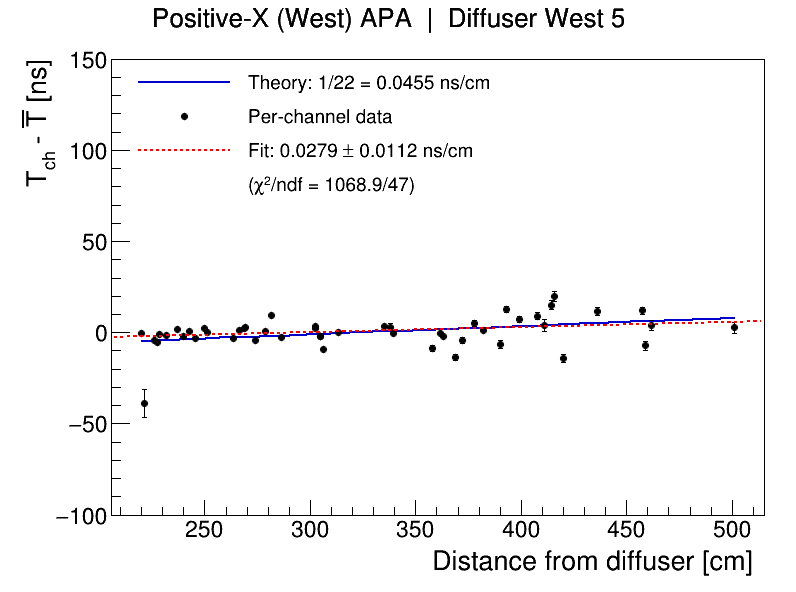 Positive-X (West) APA | Diffuser West 5
T_ch - T̅ [ns]
150
100
50
0
−50
−100
Theory: 1/22 = 0.0455 ns/cm
Per-channel data
Fit: 0.0279 ± 0.0112 ns/cm
(χ²/ndf = 1068.9/47)
250 300 350 400 450 500
Distance from diffuser [cm]